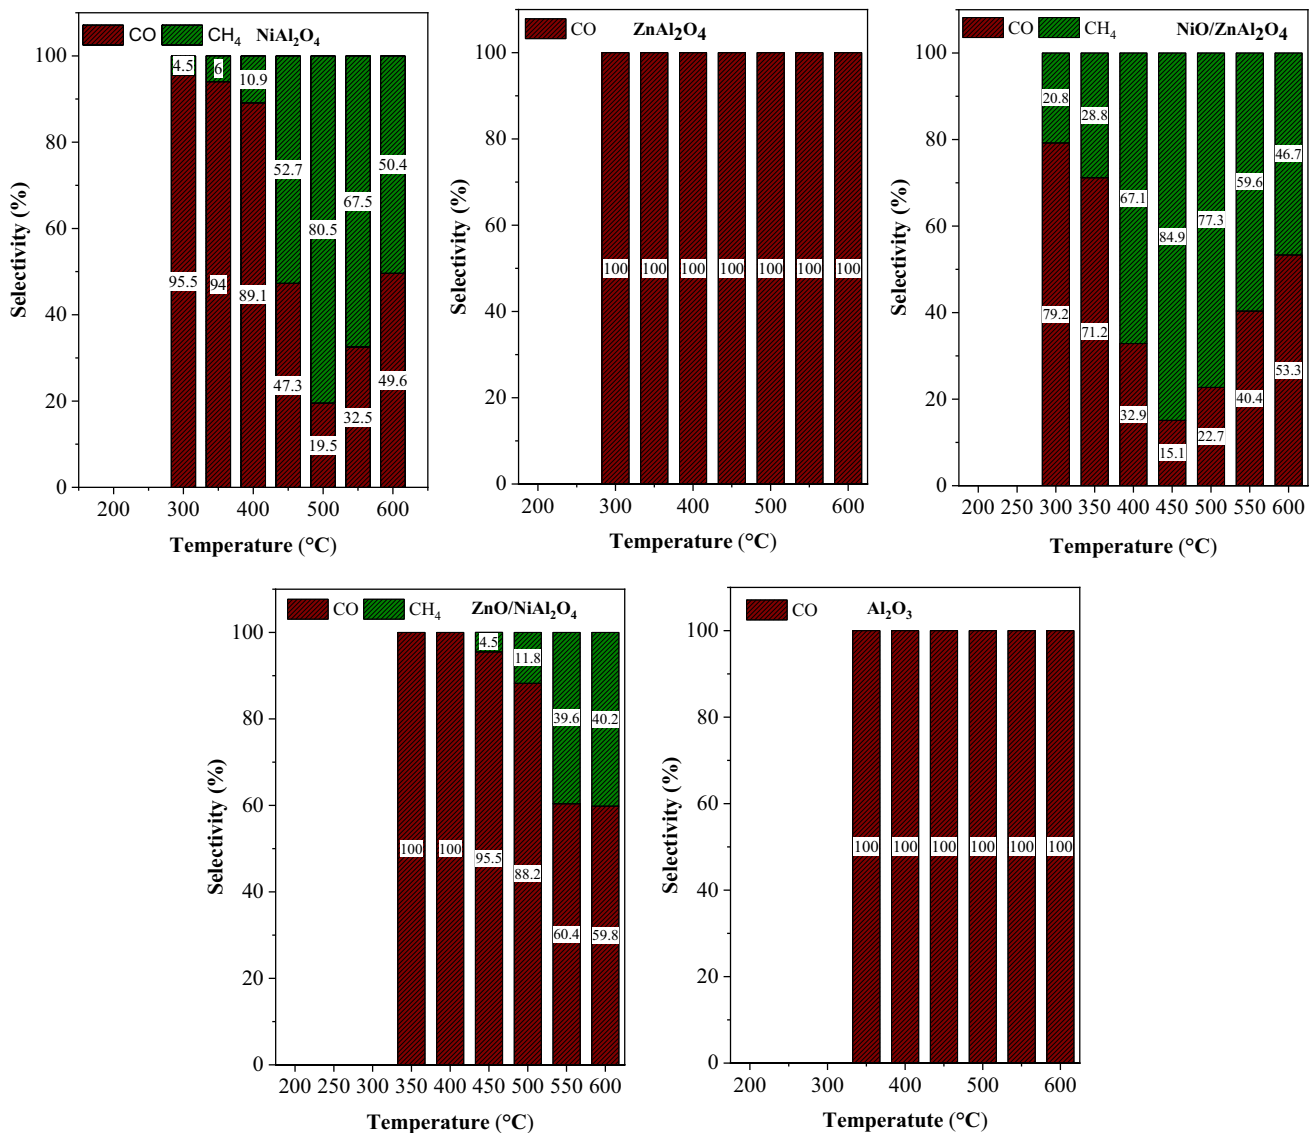 CO CH₄ NiAl₂O₄
100
80
60
40
20
0
Selectivity (%)
4.5 6 10.9 52.7 80.5 67.5 50.4
95.5 94 89.1 47.3 19.5 32.5 49.6
200 300 400 500 600
Temperature (°C)
CO ZnAl₂O₄
100
80
60
40
20
0
Selectivity (%)
100 100 100 100 100 100 100
200 300 400 500 600
Temperature (°C)
CO CH₄ NiO/ZnAl₂O₄
100
80
60
40
20
0
Selectivity (%)
20.8 28.8 67.1 84.9 77.3 59.6 46.7
79.2 71.2 32.9 15.1 22.7 40.4 53.3
200 250 300 350 400 450 500 550 600
Temperature (°C)
CO CH₄ ZnO/NiAl₂O₄
100
80
60
40
20
0
Selectivity (%)
4.5 11.8 39.6 40.2
100 100 95.5 88.2 60.4 59.8
200 250 300 350 400 450 500 550 600
Temperature (°C)
CO Al₂O₃
100
80
60
40
20
0
Selectivity (%)
100 100 100 100 100 100
200 300 400 500 600
Temperatute (°C)